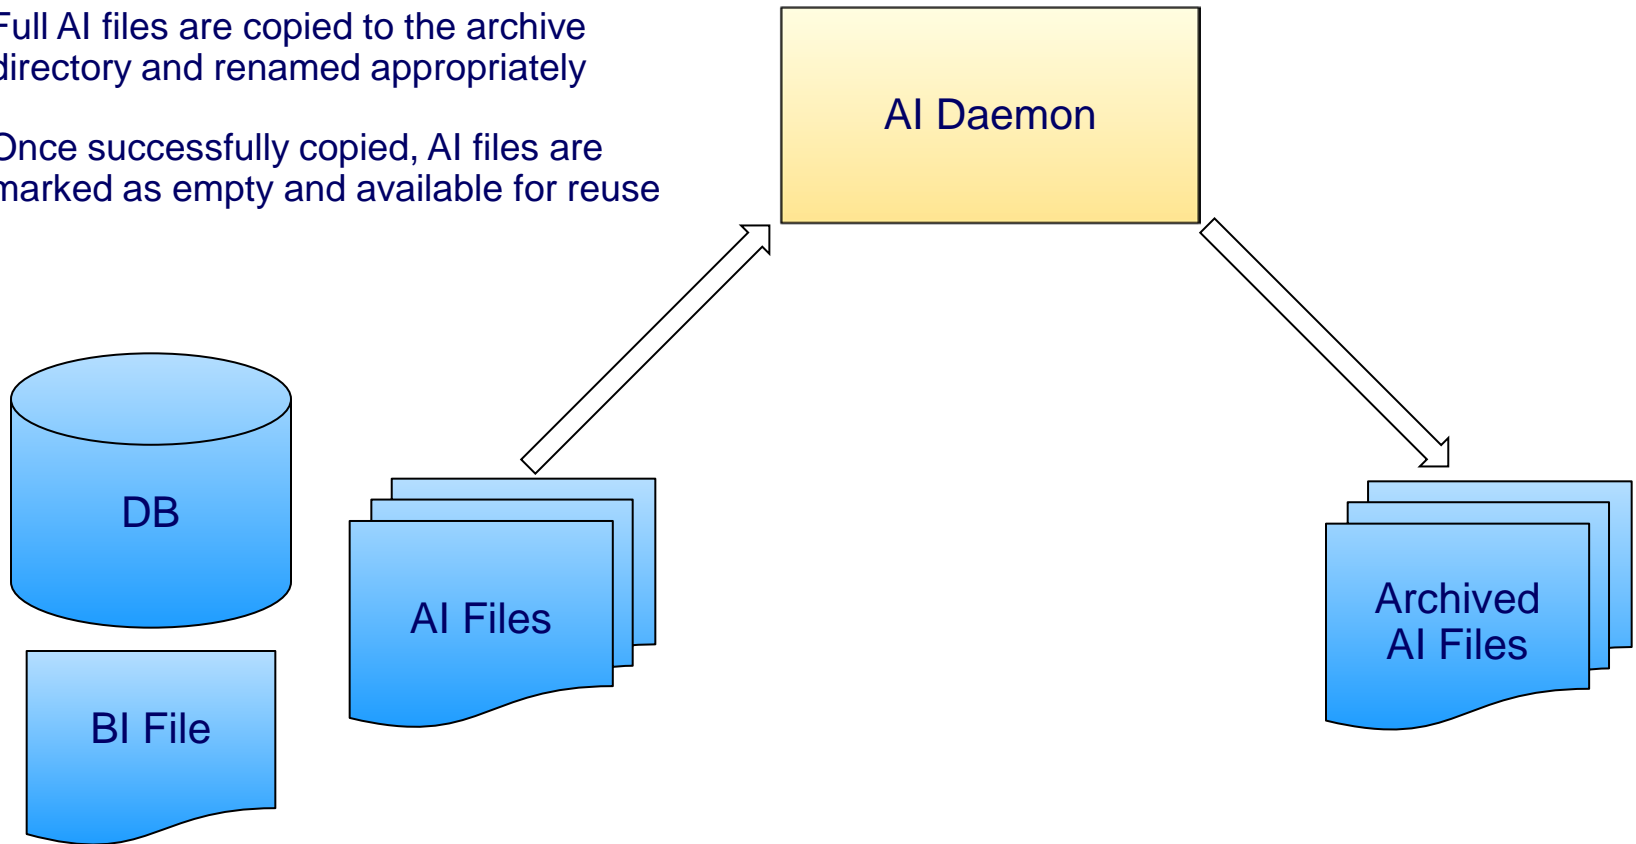 Full AI files are copied to the archive
directory and renamed appropriately
Once successfully copied, AI files are
marked as empty and available for reuse
AI Daemon
DB
AI Files
BI File
Archived
AI Files